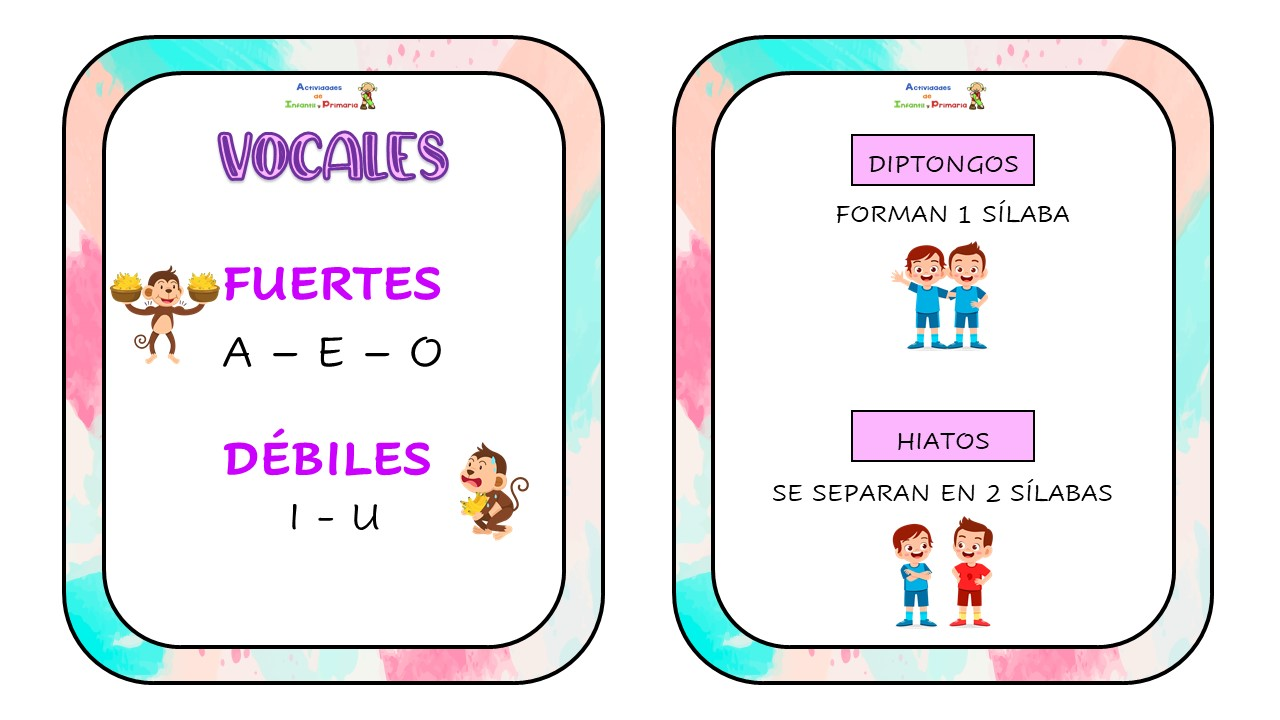 Actividades
de
Infantil y Primaria
VOCALES
FUERTES
A – E – O
DÉBILES
I - U
Actividades
de
Infantil y Primaria
DIPTONGOS
FORMAN 1 SÍLABA
HIATOS
SE SEPARAN EN 2 SÍLABAS